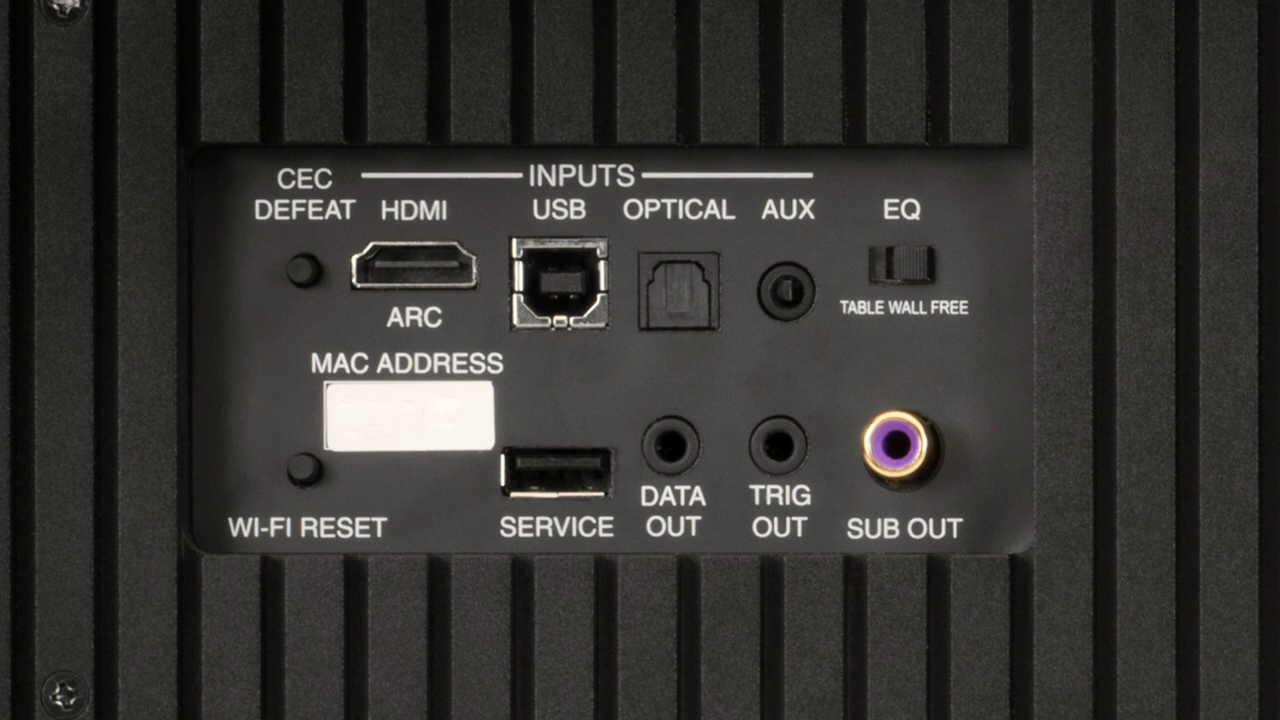 CEC
DEFEAT
INPUTS
HDMI
USB
OPTICAL
AUX
EQ
ARC
TABLE WALL FREE
MAC ADDRESS
WI-FI RESET
SERVICE
DATA
OUT
TRIG
OUT
SUB OUT